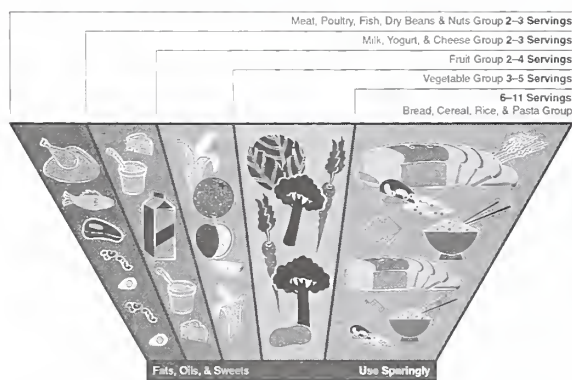 Meat, Poultry, Fish, Dry Beans & Nuts Group 2–3 Servings
Milk, Yogurt, & Cheese Group 2–3 Servings
Fruit Group 2–4 Servings
Vegetable Group 3–5 Servings
6–11 Servings
Bread, Cereal, Rice, & Pasta Group
Fats, Oils, & Sweets Use Sparingly